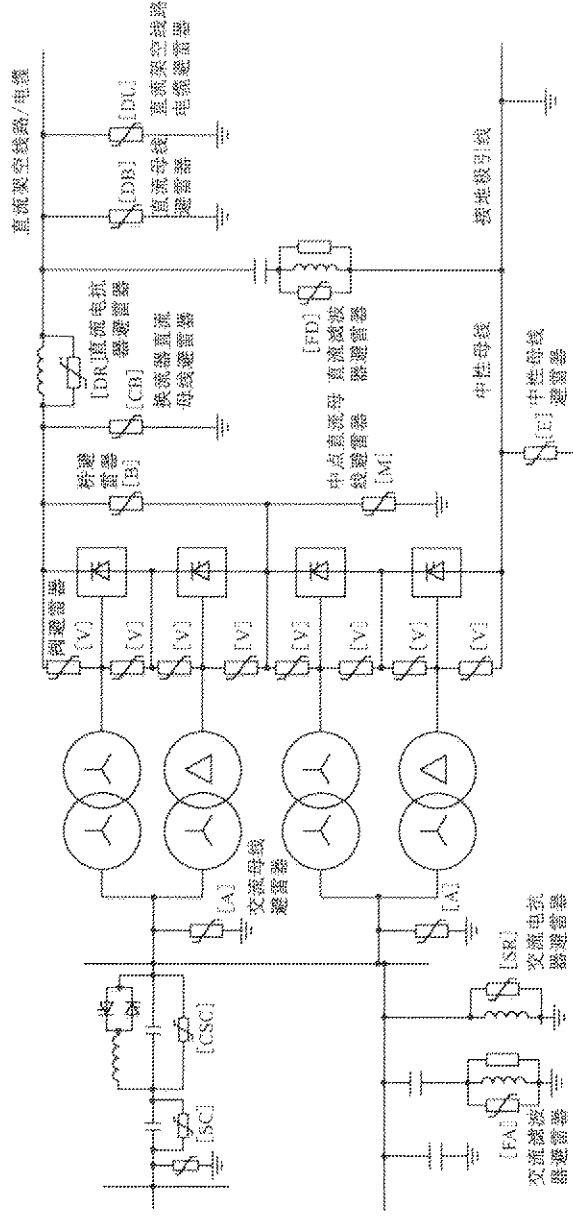 直流架空线路/电缆
阀避雷器
[V]
[V]
[V]
[V]
[V]
[V]
[V]
[V]
桥避
雷器
[B]
[DR]直流电抗
器避雷器
[CB]
换流器直流
母线避雷器
[DB]
直流母线
避雷器
[DL]
直流架空线路
电缆避雷器
[SC]
[CSC]
[A]
交流母线
避雷器
中点直流母
线避雷器
[M]
[FD]
直流滤波
器避雷器
[A]
中性母线
接地极引线
[E]
中性母线
避雷器
[FA]
交流滤波
器避雷器
[SR]
交流电抗
器避雷器